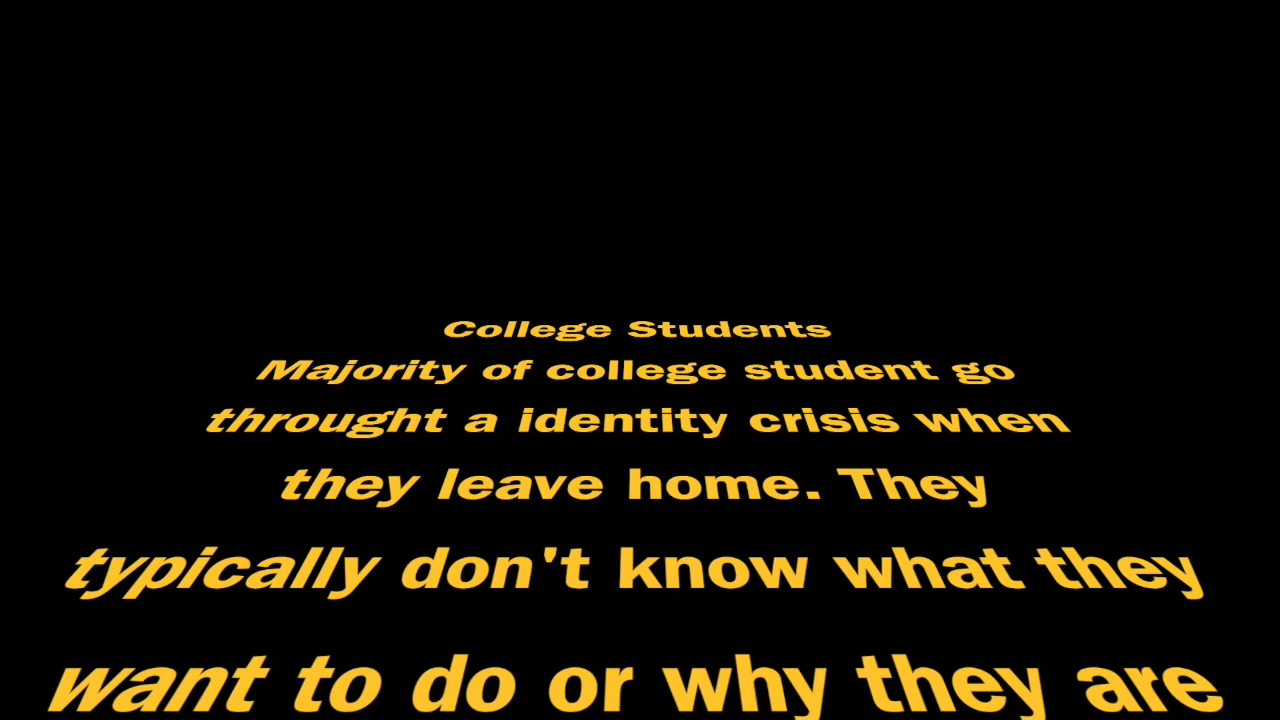 College Students
Majority of college student go
throught a identity crisis when
they leave home. They
typically don't know what they
want to do or why they are